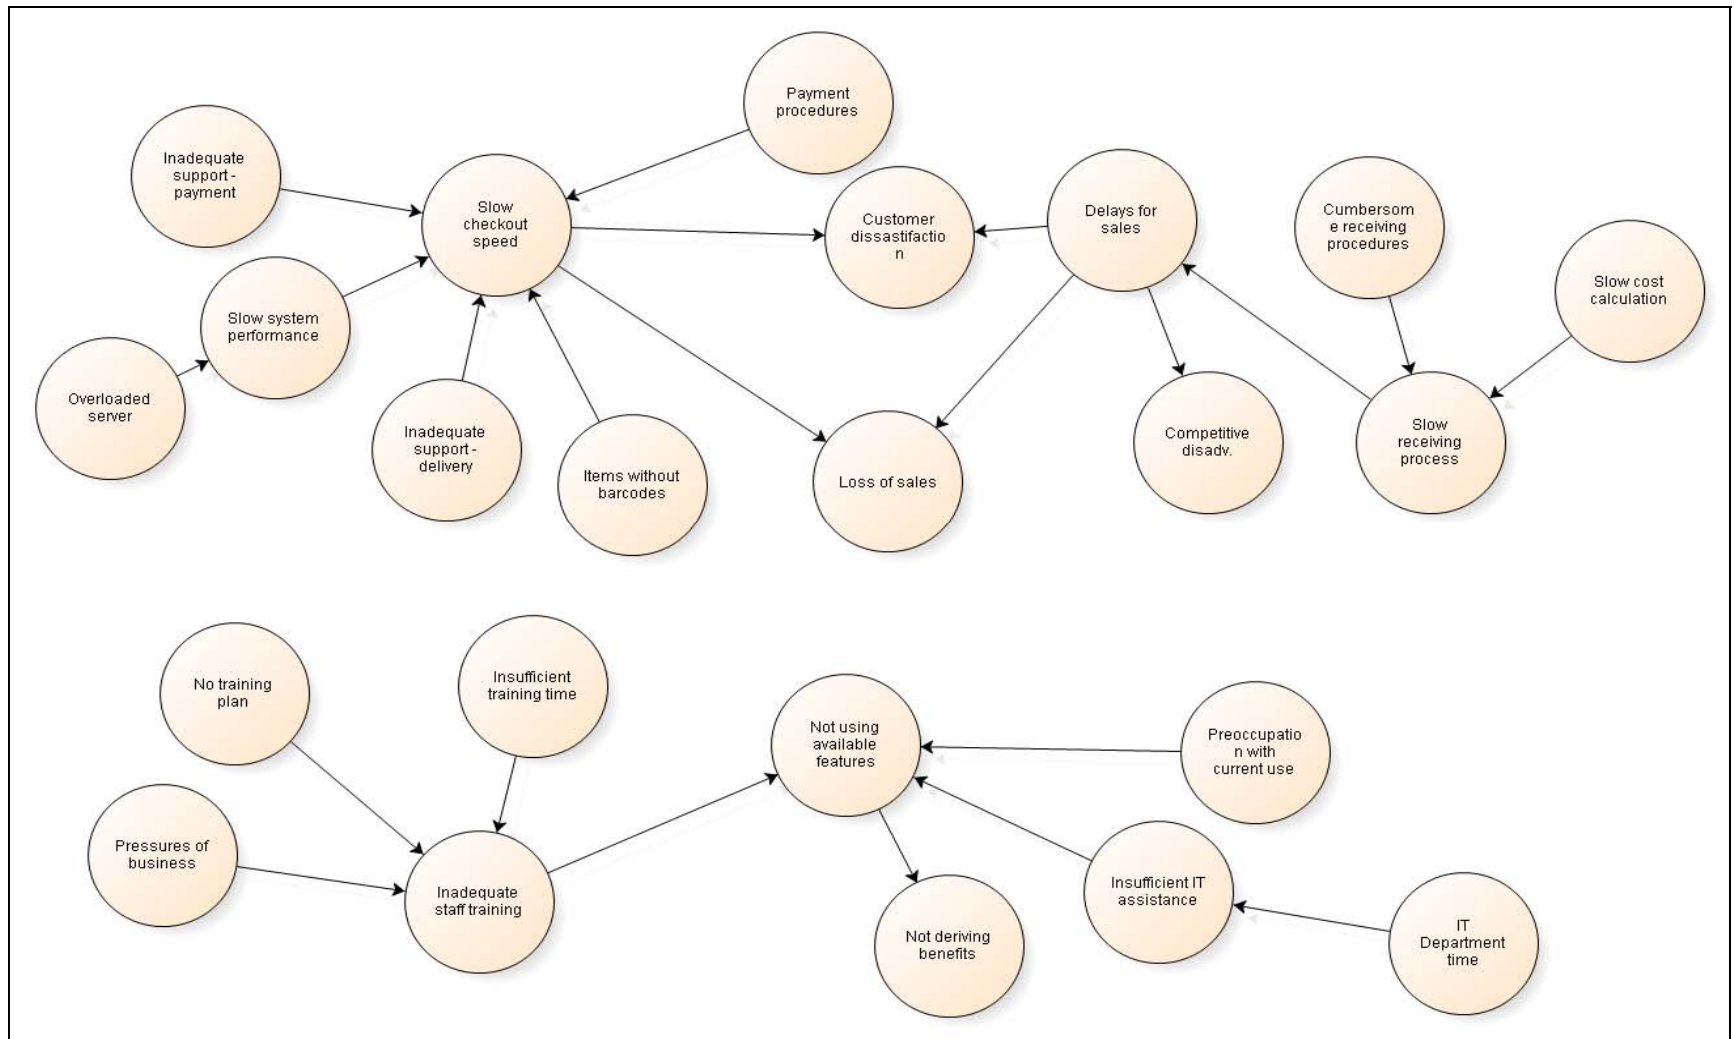 Payment
procedures
Inadequate
support -
payment
Slow
checkout
speed
Customer
dissastifactio
n
Delays for
sales
Cumbersom
e receiving
procedures
Slow cost
calculation
Slow system
performance
Overloaded
server
Inadequate
support -
delivery
Items without
barcodes
Loss of sales
Competitive
disadv.
Slow
receiving
process
No training
plan
Insufficient
training time
Not using
available
features
Preoccupatio
n with
current use
Pressures of
business
Inadequate
staff training
Not deriving
benefits
Insufficient IT
assistance
IT
Department
time